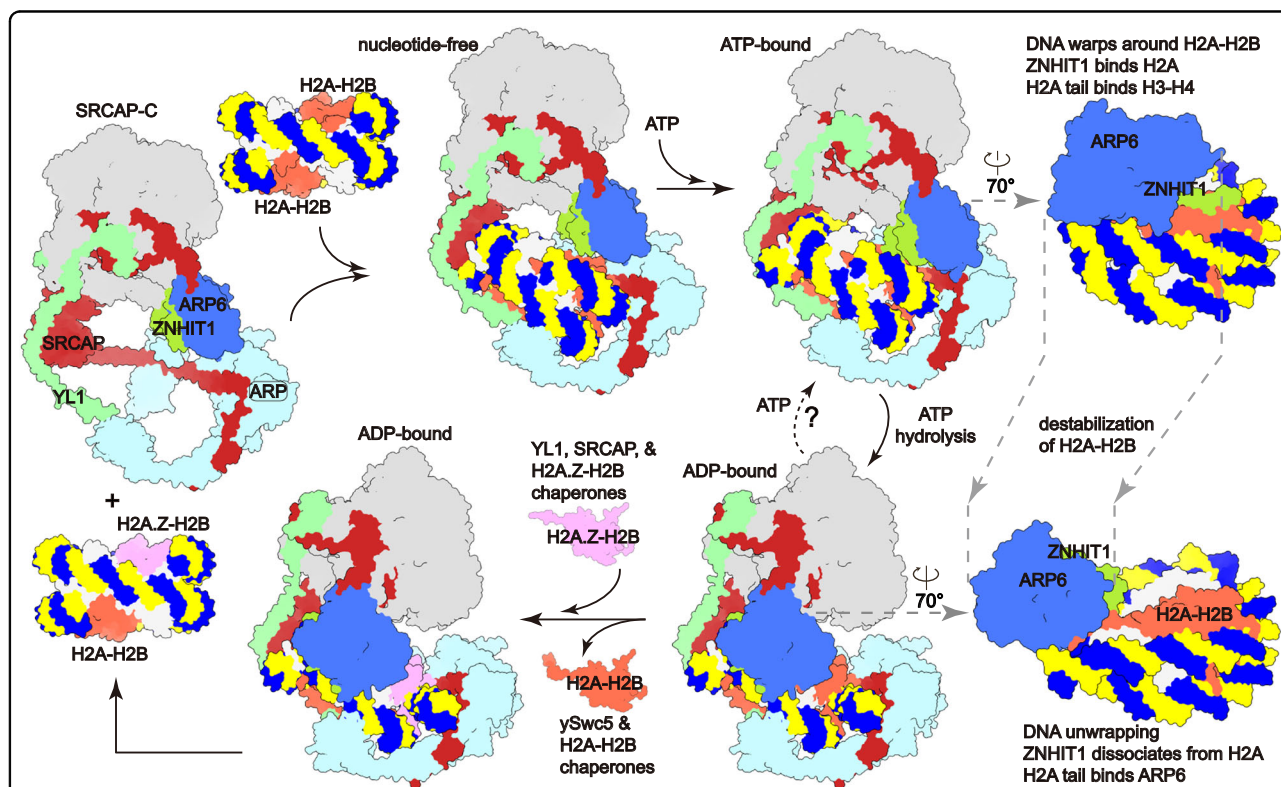 nucleotide-free
ATP-bound
DNA warps around H2A-H2B
ZNHIT1 binds H2A
H2A tail binds H3-H4
SRCAP-C
H2A-H2B
H2A-H2B
ATP
70°
ARP6
ZNHIT1
ARP6
ZNHIT1
SRCAP
YL1
ARP
+
H2A.Z-H2B
H2A-H2B
ADP-bound
YL1, SRCAP, &
H2A.Z-H2B
chaperones
H2A.Z-H2B
H2A-H2B
ySwc5 &
H2A-H2B
chaperones
ATP
?
ATP
hydrolysis
ADP-bound
70°
destabilization
of H2A-H2B
ZNHIT1
ARP6
H2A-H2B
DNA unwrapping
ZNHIT1 dissociates from H2A
H2A tail binds ARP6